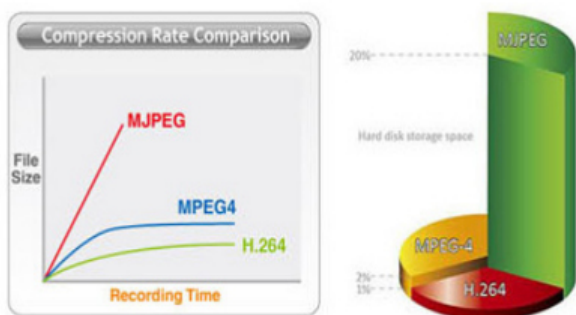 Compression Rate Comparison
MJPEG
File
Size
MPEG4
H.264
Recording Time
MJPEG
20%
Hard disk storage space
MPEG-4
2%
1%
H.264